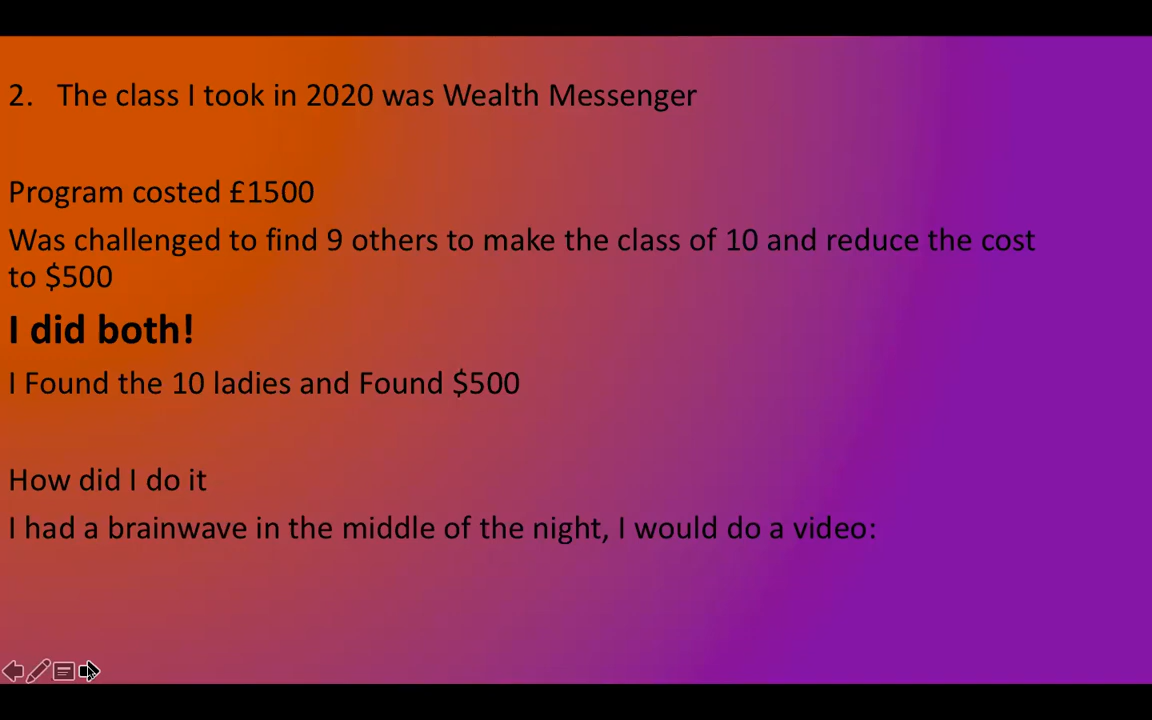 2. The class I took in 2020 was Wealth Messenger
Program costed £1500
Was challenged to find 9 others to make the class of 10 and reduce the cost
to $500
I did both!
I Found the 10 ladies and Found $500
How did I do it
I had a brainwave in the middle of the night, I would do a video: